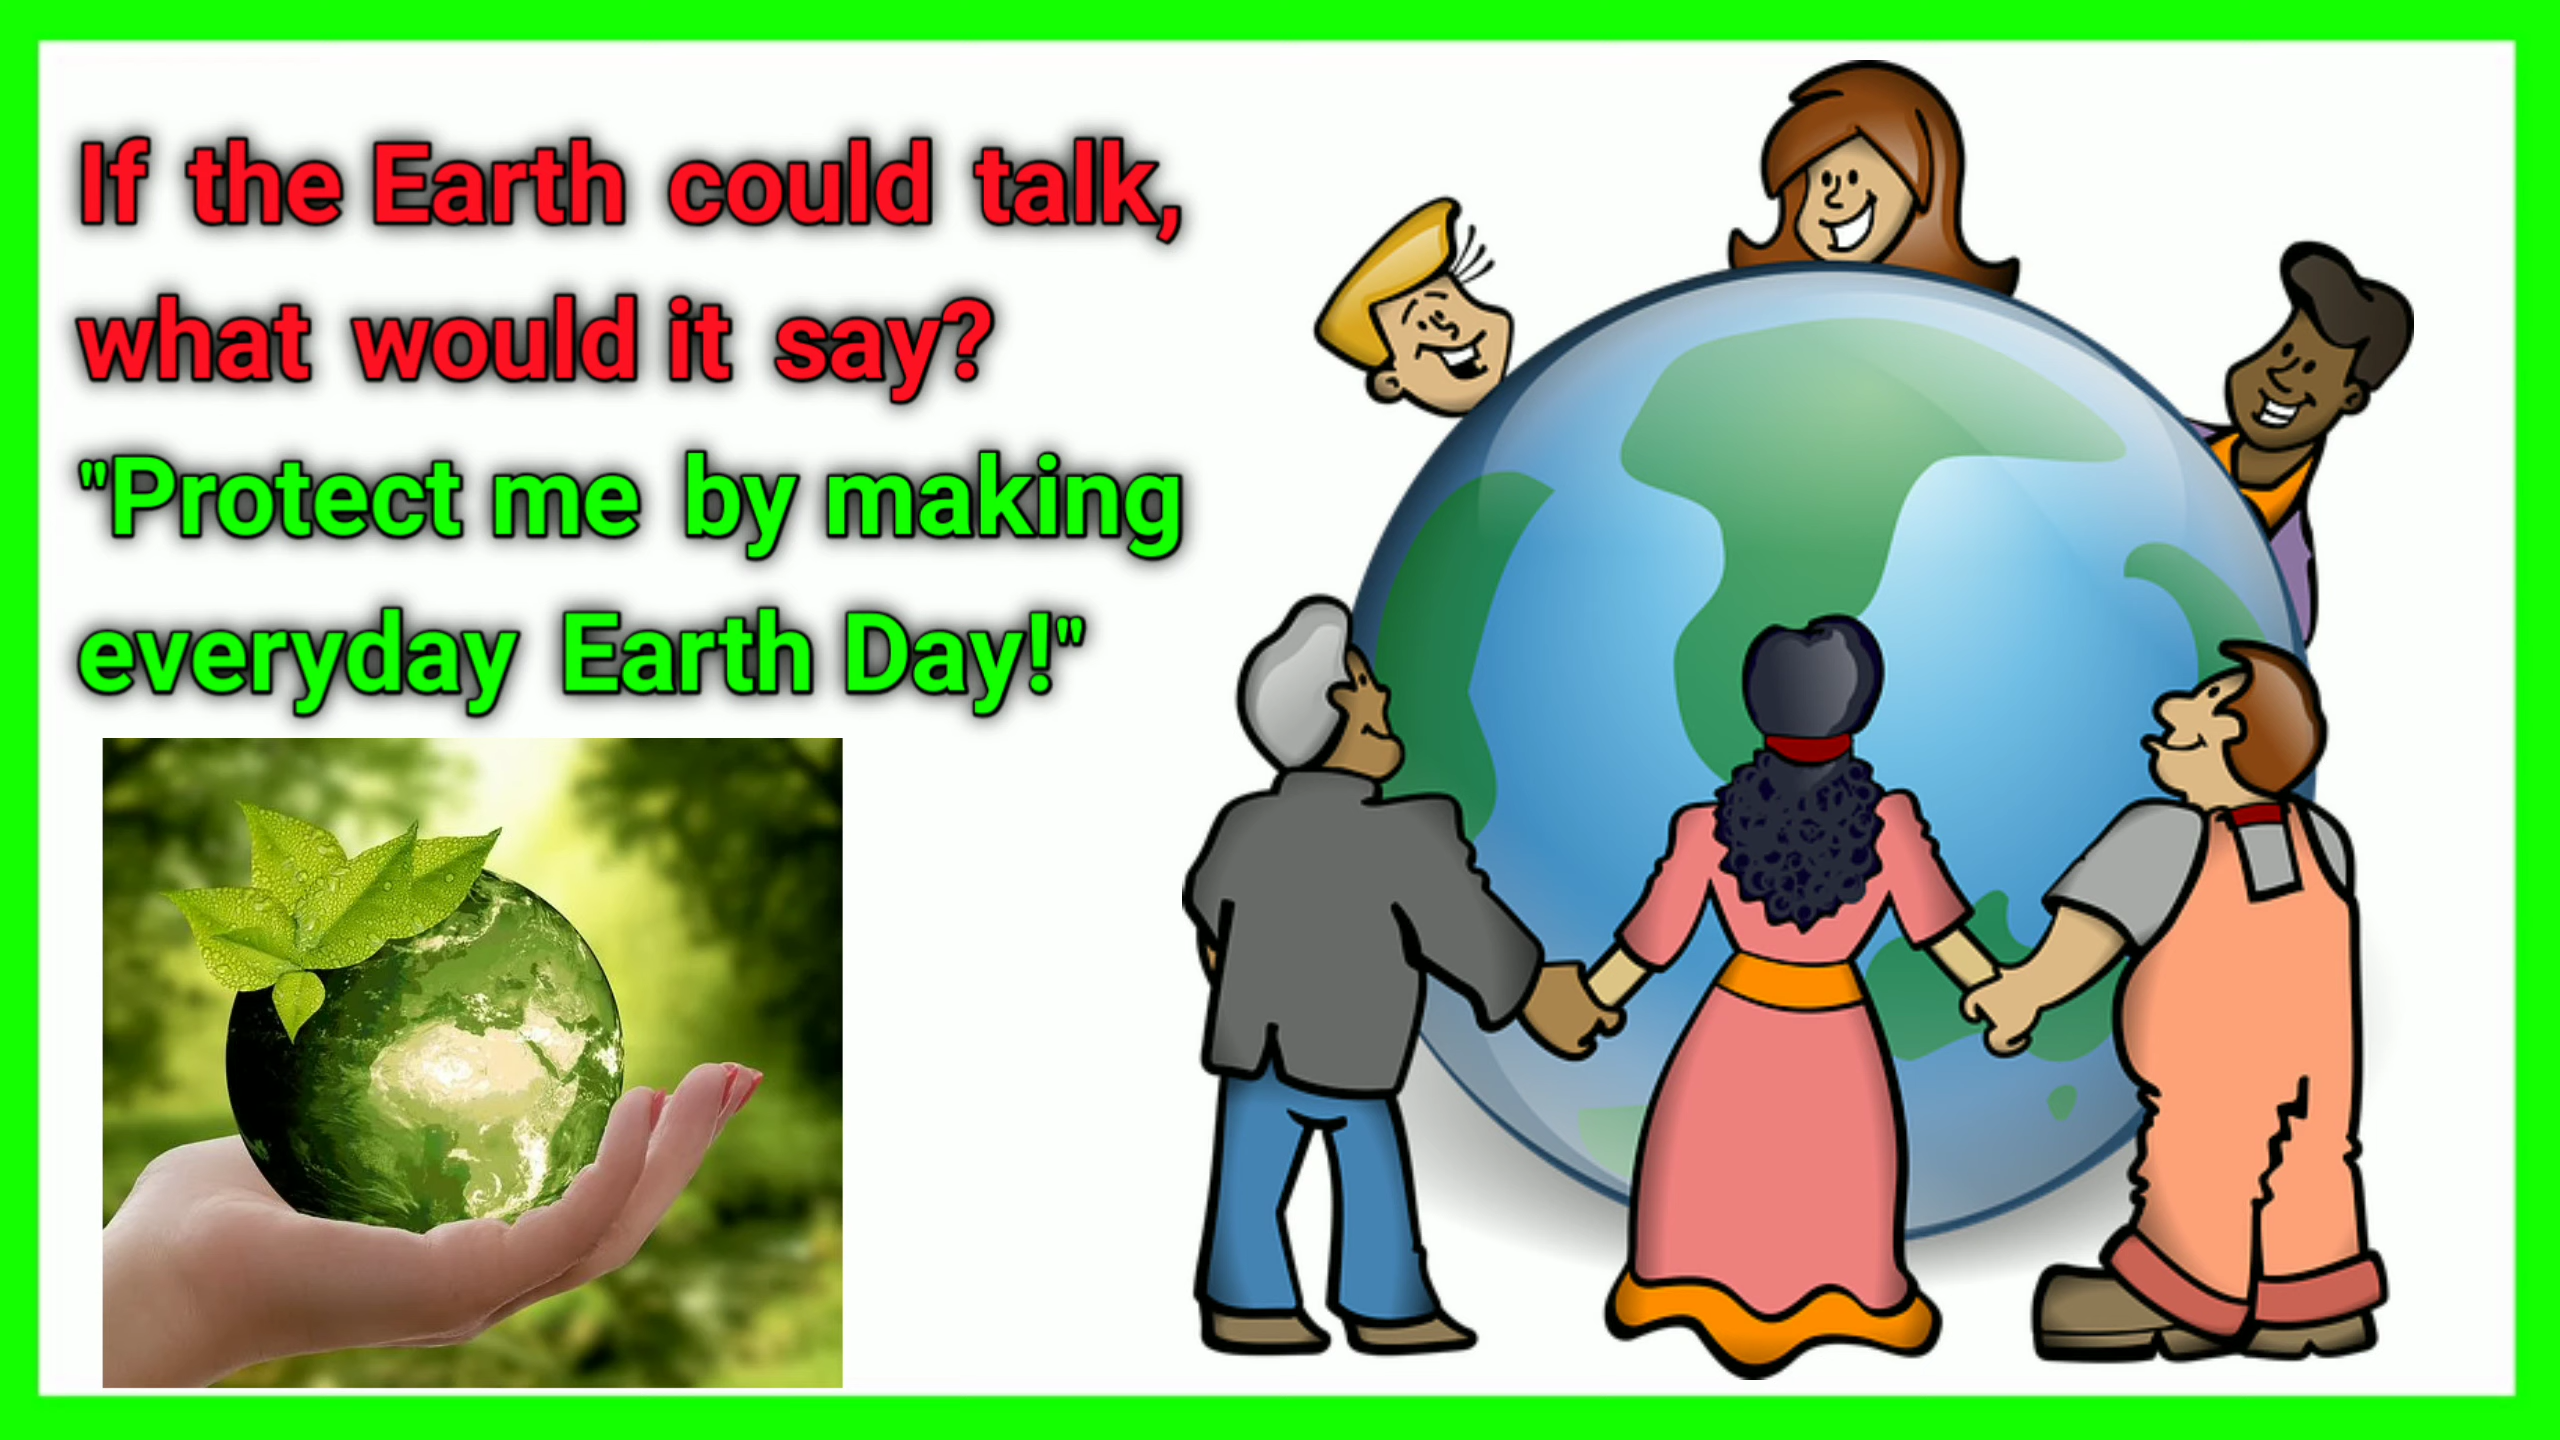 If the Earth could talk,
what would it say?
"Protect me by making
everyday Earth Day!"